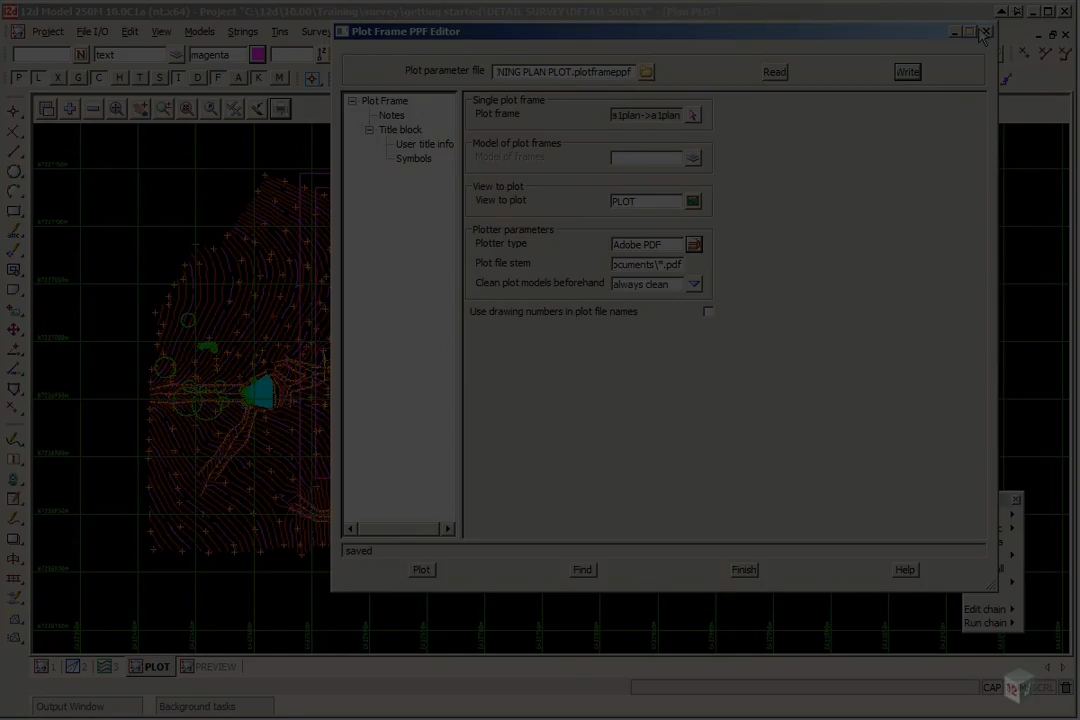 12d Model 250M 10.0C1a (nt.x64) - Project "C:\12d\10.00\Training\survey\getting started\DETAIL SURVEY\DETAIL SURVEY" - [Plan PLOT]
Project File I/O Edit View Models Strings Tins
Plot Frame PPF Editor
text
magenta
P L X G C H T S I D F A K M
Plot parameter file 'NING PLAN PLOT.plotframeppf Read Write
Plot Frame
Notes
Title block
User title info
Symbols
Single plot frame
Plot frame a1plan->a1plan
Model of plot frames
Model of frames
View to plot
View to plot PLOT
Plotter parameters
Plotter type Adobe PDF
Plot file stem ocuments\*.pdf
Clean plot models beforehand always clean
Use drawing numbers in plot file names
saved
Plot Find Finish Help
Edit chain
Run chain
1 2 3 PLOT PREVIEW
CAP
Output Window Background tasks